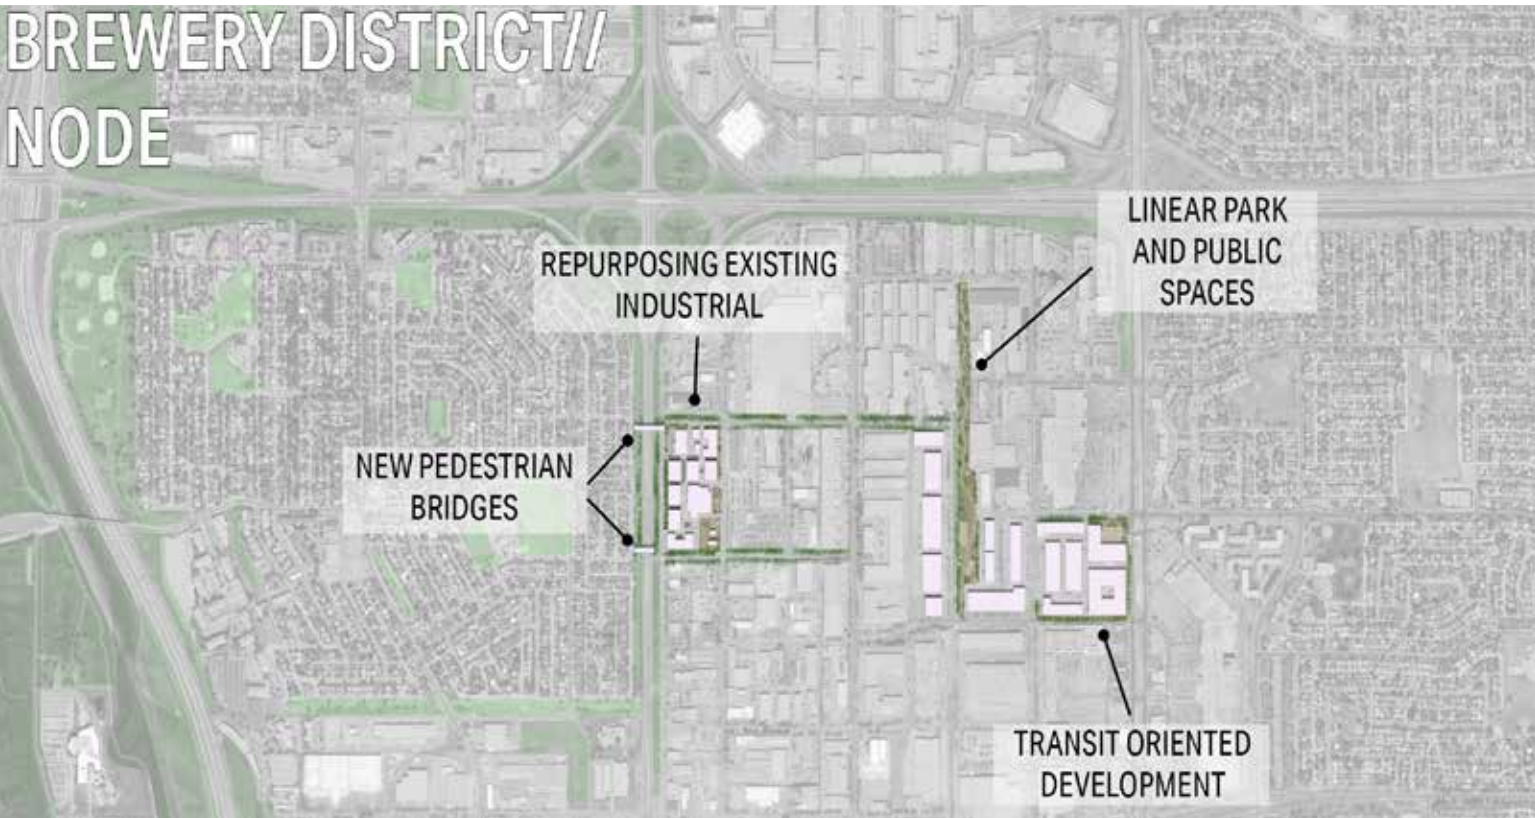 BREWERY DISTRICT//
NODE
LINEAR PARK
AND PUBLIC
SPACES
REPURPOSING EXISTING
INDUSTRIAL
NEW PEDESTRIAN
BRIDGES
TRANSIT ORIENTED
DEVELOPMENT